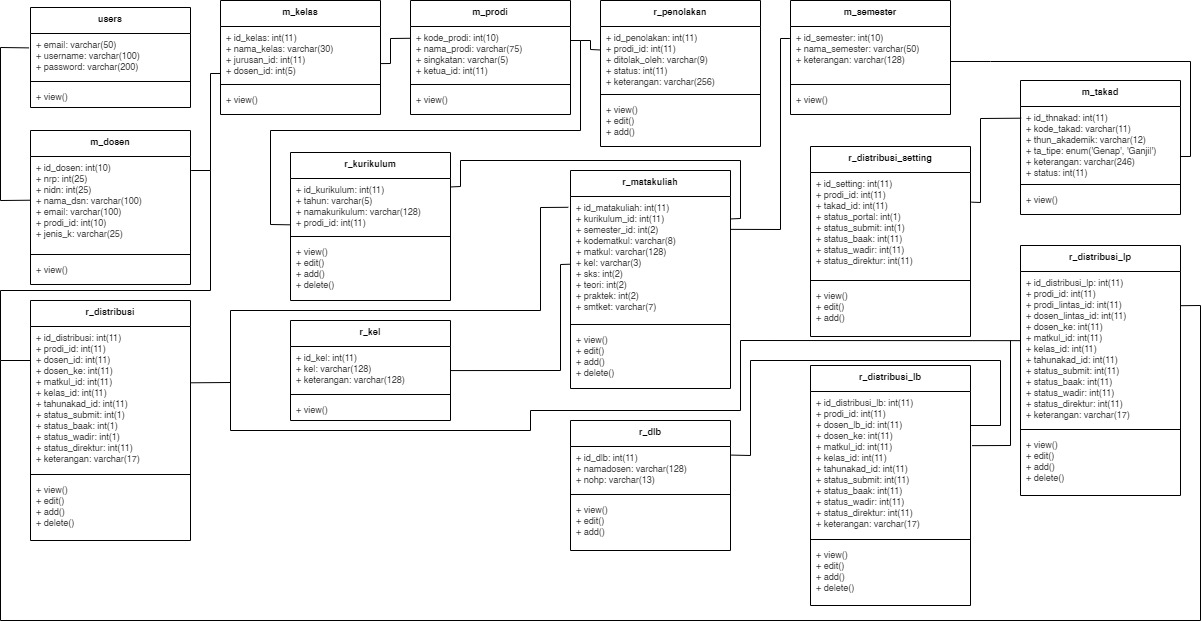 users
+ email: varchar(50)
+ username: varchar(100)
+ password: varchar(200)
+ view()
m_kelas
+ id_kelas: int(11)
+ nama_kelas: varchar(30)
+ jurusan_id: int(11)
+ dosen_id: int(5)
+ view()
m_prodi
+ kode_prodi: int(10)
+ nama_prodi: varchar(75)
+ singkatan: varchar(5)
+ ketua_id: int(11)
+ view()
r_penolakan
+ id_penolakan: int(11)
+ prodi_id: int(11)
+ ditolak_oleh: varchar(9)
+ status: int(11)
+ keterangan: varchar(256)
+ view()
+ edit()
+ add()
m_semester
+ id_semester: int(10)
+ nama_semester: varchar(50)
+ keterangan: varchar(128)
+ view()
m_takad
+ id_thnakad: int(11)
+ kode_takad: varchar(11)
+ thun_akademik: varchar(12)
+ ta_tipe: enum('Genap', 'Ganjil')
+ keterangan: varchar(246)
+ status: int(11)
+ view()
m_dosen
+ id_dosen: int(10)
+ nrp: int(25)
+ nidn: int(25)
+ nama_dsn: varchar(100)
+ email: varchar(100)
+ prodi_id: int(10)
+ jenis_k: varchar(25)
+ view()
r_kurikulum
+ id_kurikulum: int(11)
+ tahun: varchar(5)
+ namakurikulum: varchar(128)
+ prodi_id: int(11)
+ view()
+ edit()
+ add()
+ delete()
r_matakuliah
+ id_matakuliah: int(11)
+ kurikulum_id: int(11)
+ semester_id: int(2)
+ kodematkul: varchar(8)
+ matkul: varchar(128)
+ kel: varchar(3)
+ sks: int(2)
+ teori: int(2)
+ praktek: int(2)
+ smtket: varchar(7)
+ view()
+ edit()
+ add()
+ delete()
r_distribusi_setting
+ id_setting: int(11)
+ prodi_id: int(11)
+ takad_id: int(11)
+ status_portal: int(1)
+ status_submit: int(1)
+ status_baak: int(11)
+ status_wadir: int(11)
+ status_direktur: int(11)
+ view()
+ edit()
+ add()
r_distribusi_lp
+ id_distribusi_lp: int(11)
+ prodi_id: int(11)
+ prodi_lintas_id: int(11)
+ dosen_lintas_id: int(11)
+ dosen_ke: int(11)
+ matkul_id: int(11)
+ kelas_id: int(11)
+ tahunakad_id: int(11)
+ status_submit: int(11)
+ status_baak: int(11)
+ status_wadir: int(11)
+ status_direktur: int(11)
+ keterangan: varchar(17)
+ view()
+ edit()
+ add()
+ delete()
r_distribusi
+ id_distribusi: int(11)
+ prodi_id: int(11)
+ dosen_id: int(11)
+ dosen_ke: int(11)
+ matkul_id: int(11)
+ kelas_id: int(11)
+ tahunakad_id: int(11)
+ status_submit: int(1)
+ status_baak: int(1)
+ status_wadir: int(1)
+ status_direktur: int(11)
+ keterangan: varchar(17)
+ view()
+ edit()
+ add()
+ delete()
r_kel
+ id_kel: int(11)
+ kel: varchar(128)
+ keterangan: varchar(128)
+ view()
r_dlb
+ id_dlb: int(11)
+ namadosen: varchar(128)
+ nohp: varchar(13)
+ view()
+ edit()
+ add()
r_distribusi_lb
+ id_distribusi_lb: int(11)
+ prodi_id: int(11)
+ dosen_lb_id: int(11)
+ dosen_ke: int(11)
+ matkul_id: int(11)
+ kelas_id: int(11)
+ tahunakad_id: int(11)
+ status_submit: int(11)
+ status_baak: int(11)
+ status_wadir: int(11)
+ status_direktur: int(11)
+ keterangan: varchar(17)
+ view()
+ edit()
+ add()
+ delete()